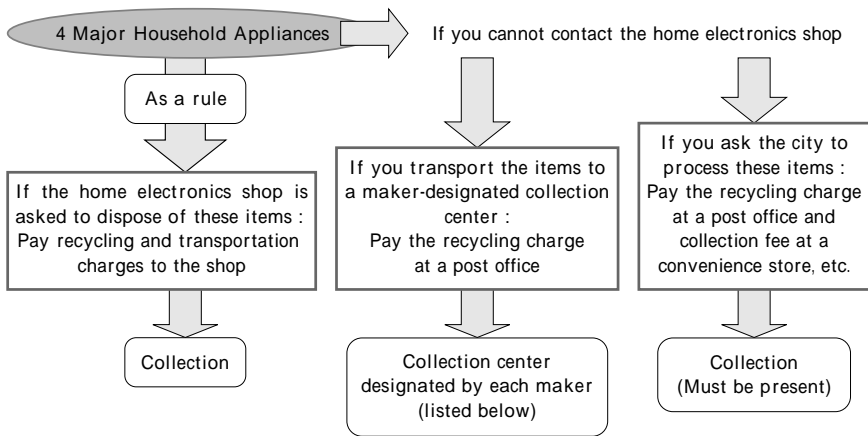 4 Major Household Appliances
If you cannot contact the home electronics shop
As a rule
If the home electronics shop is
asked to dispose of these items :
Pay recycling and transportation
charges to the shop
Collection
If you transport the items to
a maker-designated collection
center :
Pay the recycling charge
at a post office
Collection center
designated by each maker
(listed below)
If you ask the city to
process these items :
Pay the recycling charge
at a post office and
collection fee at a
convenience store, etc.
Collection
(Must be present)